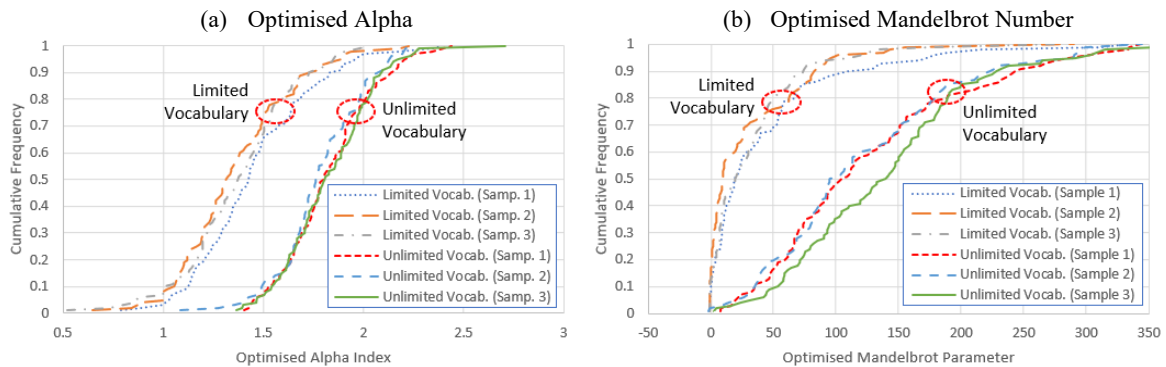 (a) Optimised Alpha
Cumulative Frequency
1
0.9
0.8
0.7
0.6
0.5
0.4
0.3
0.2
0.1
0
Limited
Vocabulary
Unlimited
Vocabulary
Limited Vocab. (Samp. 1)
Limited Vocab. (Samp. 2)
Limited Vocab. (Samp. 3)
Unlimited Vocab. (Samp. 1)
Unlimited Vocab. (Samp. 2)
Unlimited Vocab. (Samp. 3)
0.5 1 1.5 2 2.5 3
Optimised Alpha Index
(b) Optimised Mandelbrot Number
Cumulative Frequency
1
0.9
0.8
0.7
0.6
0.5
0.4
0.3
0.2
0.1
0
Limited
Vocabulary
Unlimited
Vocabulary
Limited Vocab. (Sample 1)
Limited Vocab. (Sample 2)
Limited Vocab. (Sample 3)
Unlimited Vocab. (Sample 1)
Unlimited Vocab. (Sample 2)
Unlimited Vocab. (Sample 3)
-50 0 50 100 150 200 250 300 350
Optimised Mandelbrot Parameter